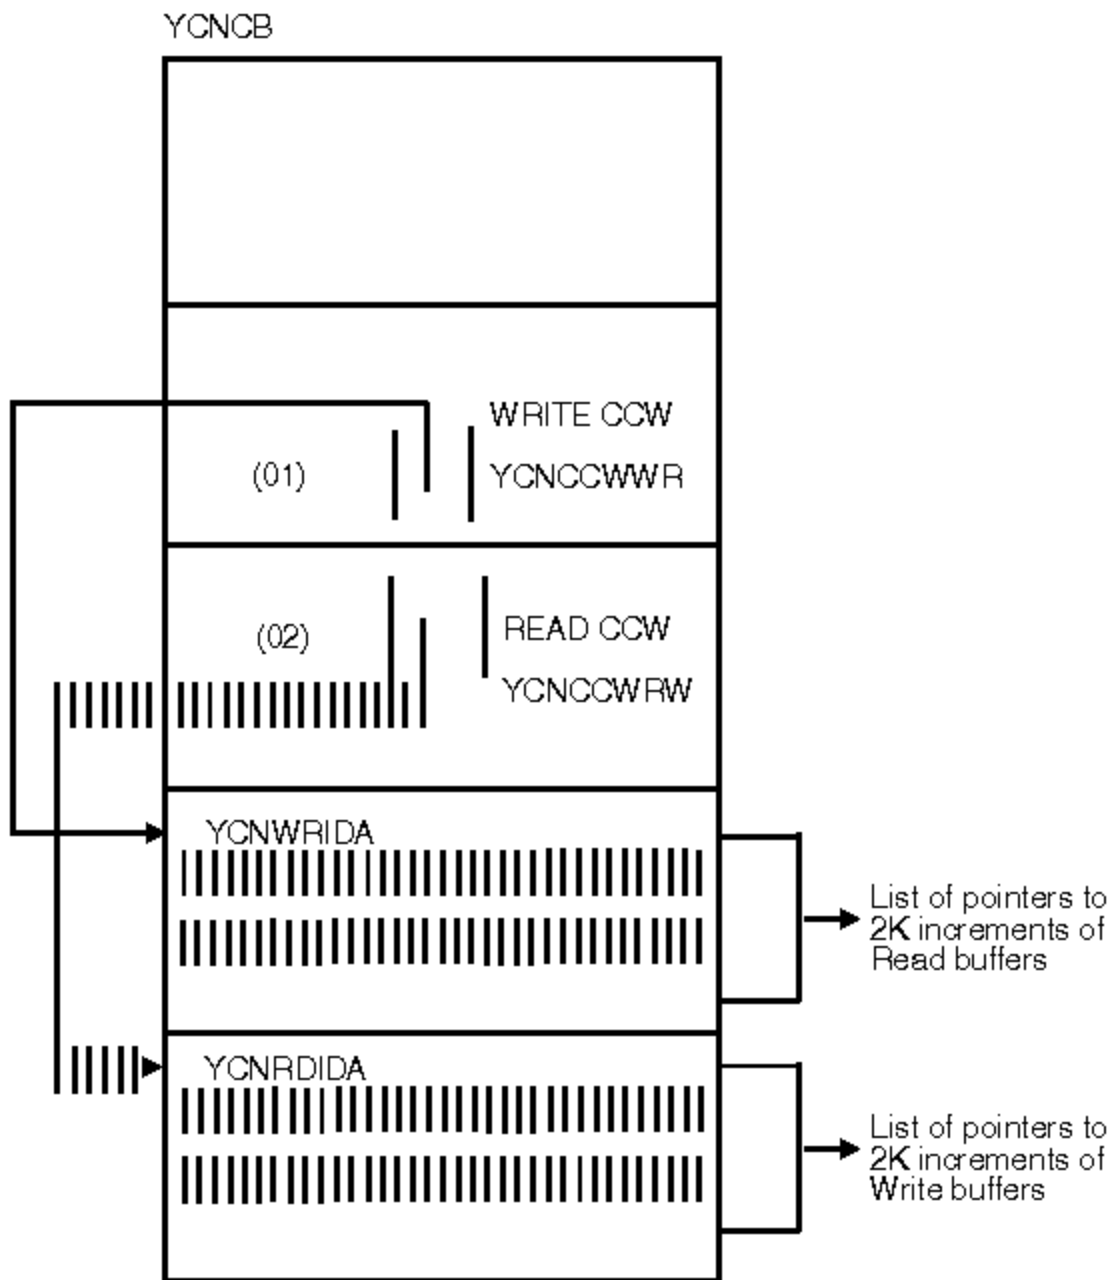 YCNCB
WRITE CCW
(01)
YCNCCWWR
READ CCW
(02)
YCNCCWRW
YCNWRIDA
List of pointers to
2K increments of
Read buffers
YCNRDIDA
List of pointers to
2K increments of
Write buffers